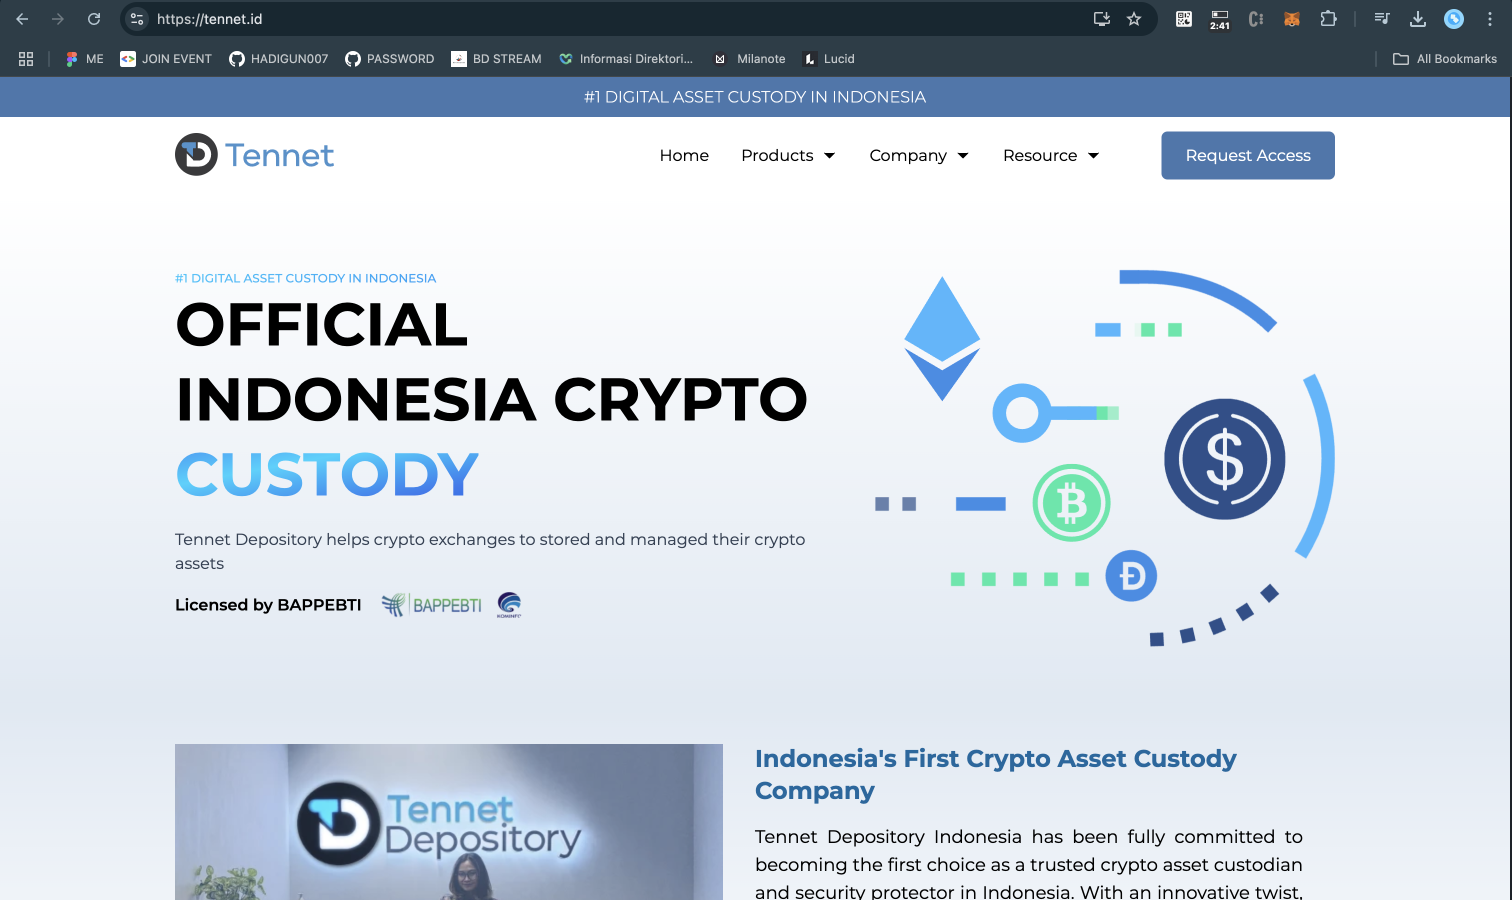 https://tennet.id
2:41
ME
JOIN EVENT
HADIGUN007
PASSWORD
BD STREAM
Informasi Direktori...
Milanote
Lucid
All Bookmarks
#1 DIGITAL ASSET CUSTODY IN INDONESIA
Tennet
Home
Products
Company
Resource
Request Access
#1 DIGITAL ASSET CUSTODY IN INDONESIA
OFFICIAL
INDONESIA CRYPTO
CUSTODY
Tennet Depository helps crypto exchanges to stored and managed their crypto
assets
Licensed by BAPPEBTI
BAPPEBTI
KOMINFO
Tennet
Depository
Indonesia's First Crypto Asset Custody
Company
Tennet Depository Indonesia has been fully committed to
becoming the first choice as a trusted crypto asset custodian
and security protector in Indonesia. With an innovative twist,